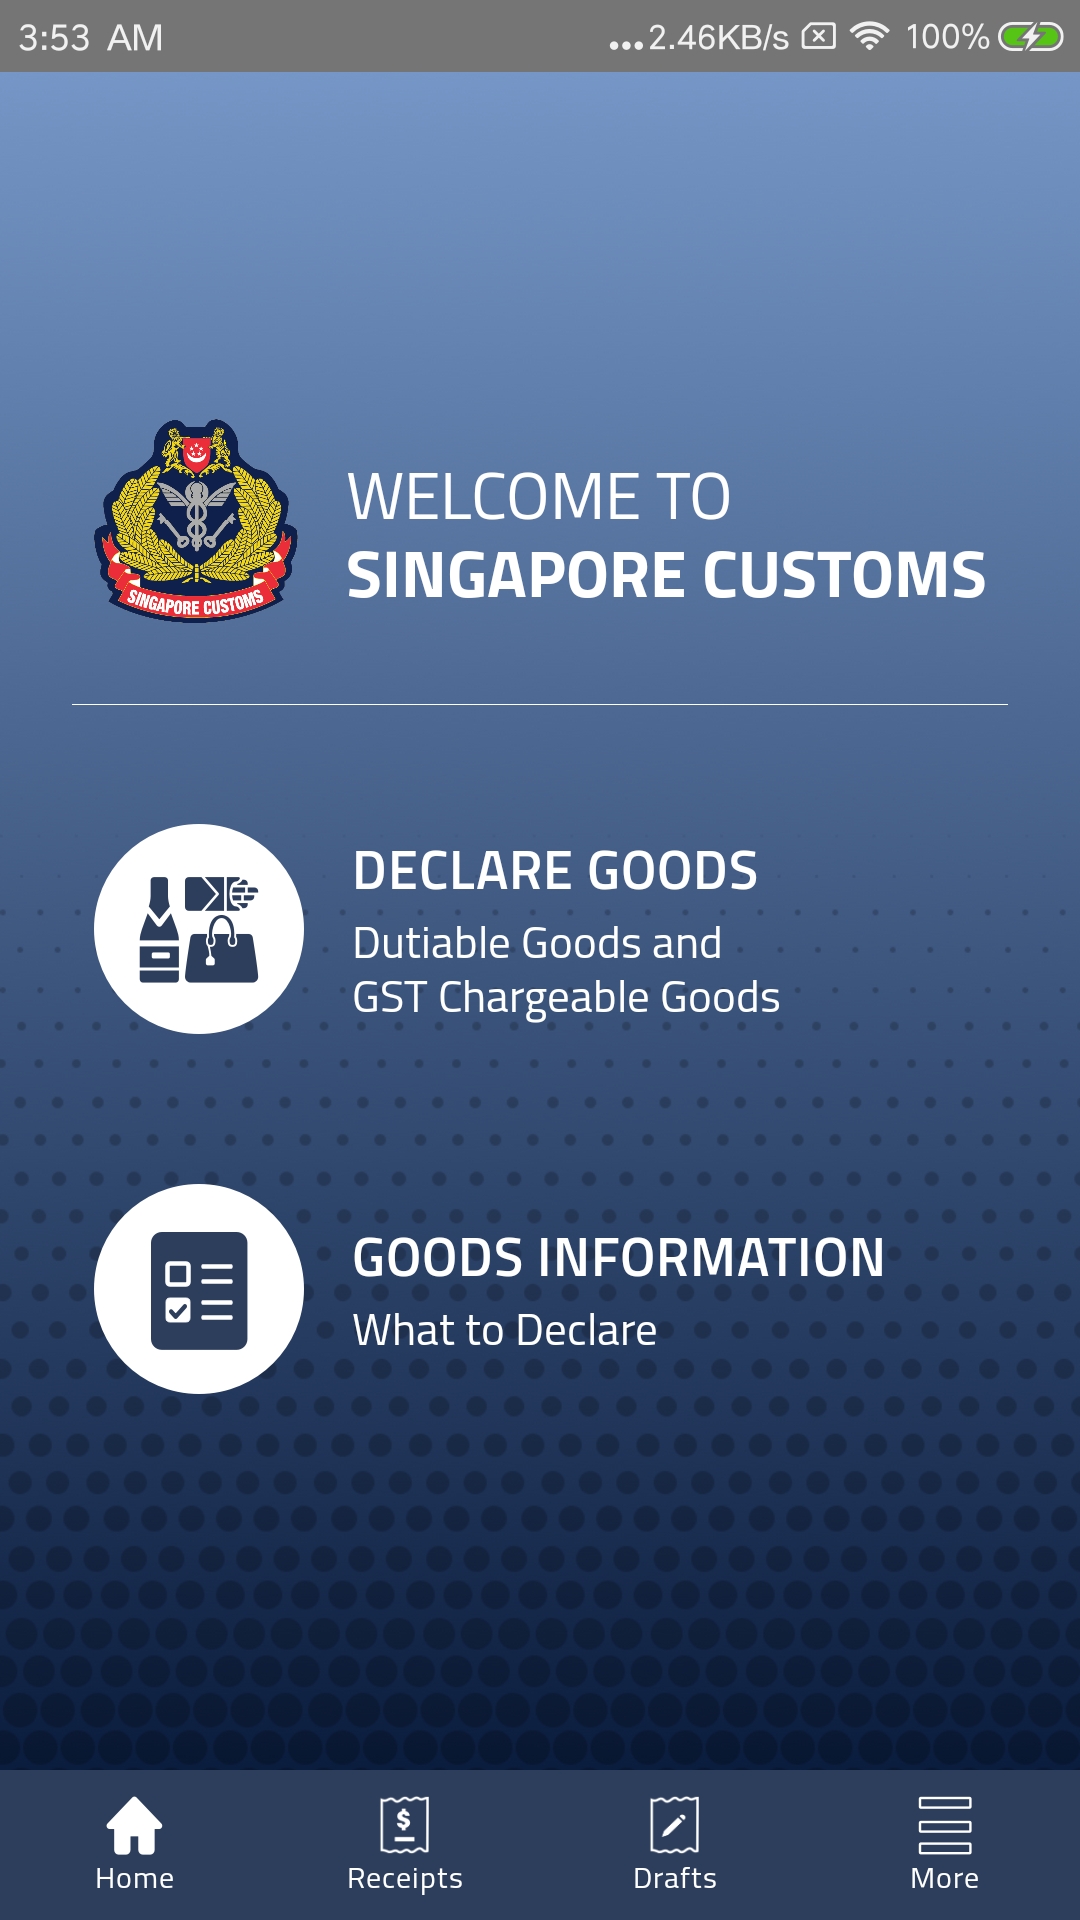 3:53 AM ...2.46KB/s 100%
SINGAPORE CUSTOMS
WELCOME TO
SINGAPORE CUSTOMS
DECLARE GOODS
Dutiable Goods and
GST Chargeable Goods
GOODS INFORMATION
What to Declare
Home Receipts Drafts More